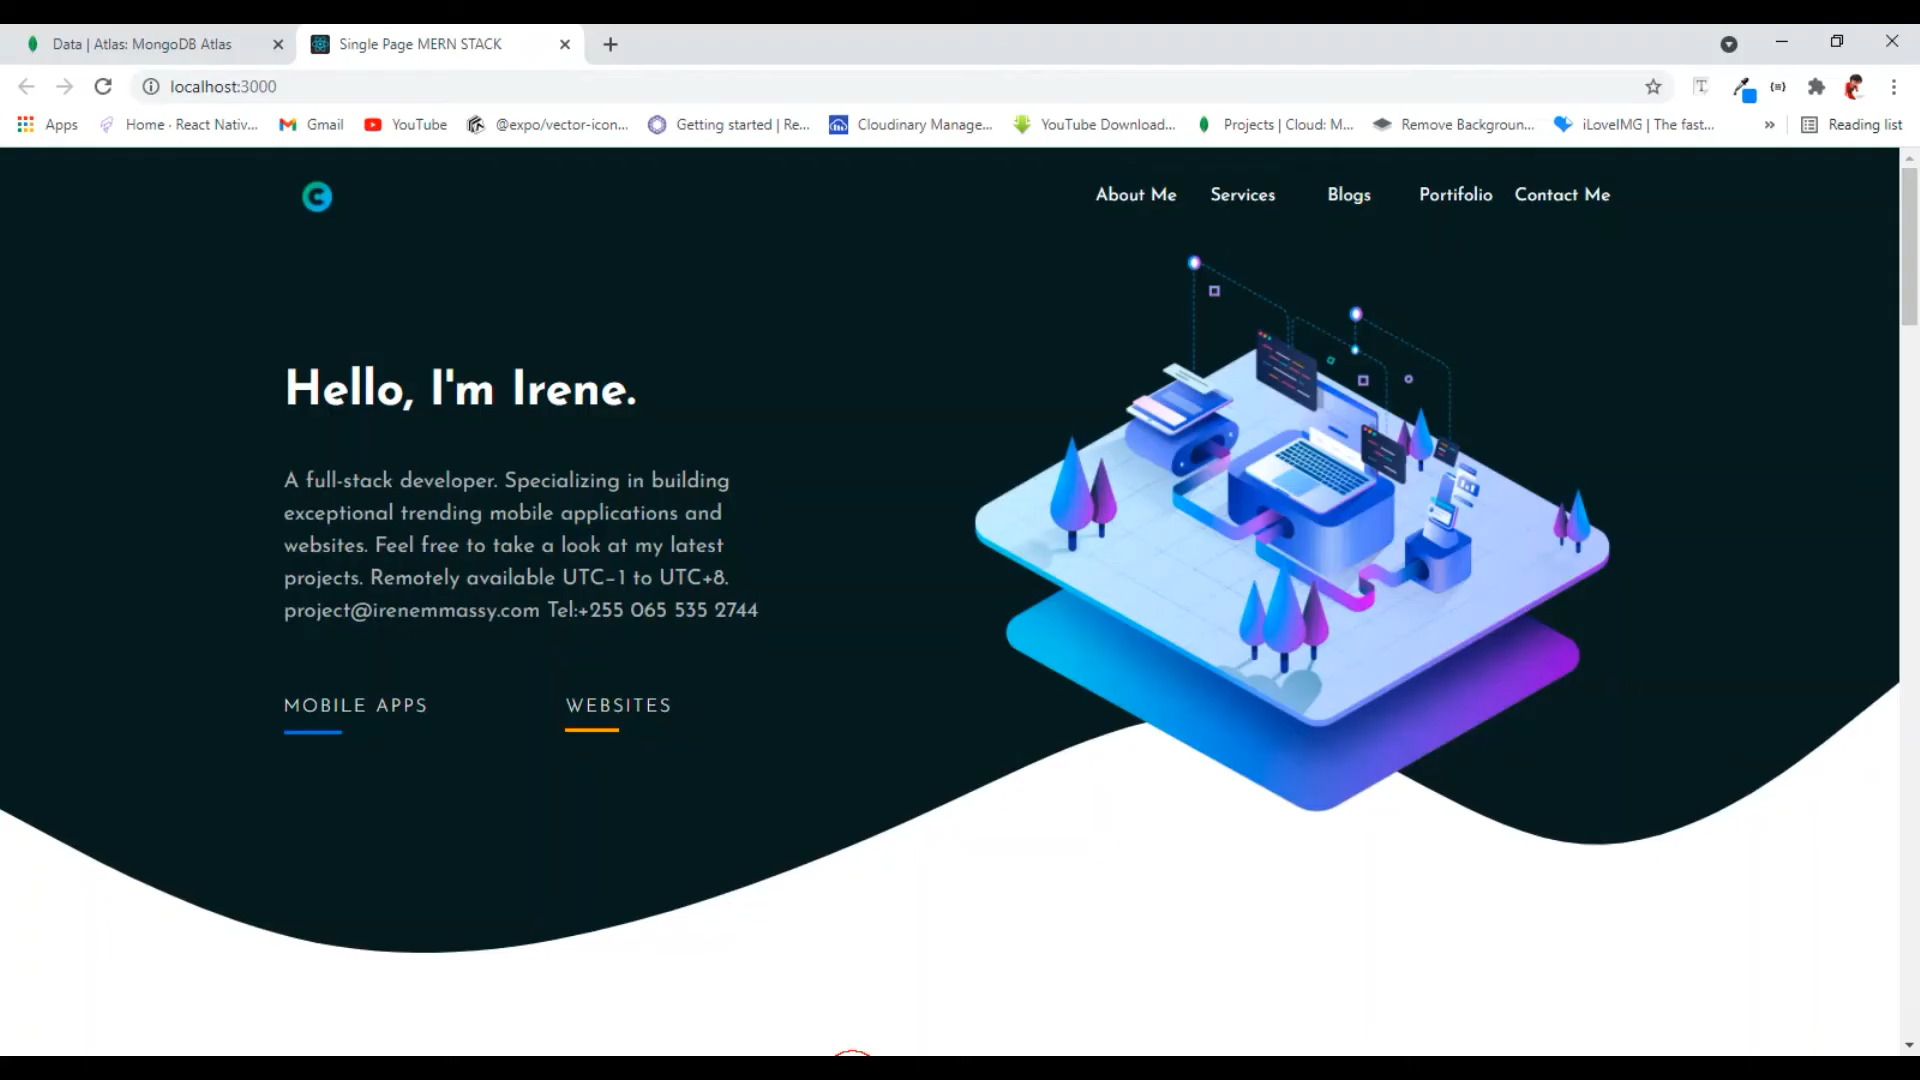 Data | Atlas: MongoDB Atlas
Single Page MERN STACK
localhost:3000
Apps
Home · React Nativ...
Gmail
YouTube
@expo/vector-icon...
Getting started | Re...
Cloudinary Manage...
YouTube Download...
Projects | Cloud: M...
Remove Backgroun...
iLoveIMG | The fast...
»
Reading list
About Me
Services
Blogs
Portifolio
Contact Me
Hello, I'm Irene.
A full-stack developer. Specializing in building
exceptional trending mobile applications and
websites. Feel free to take a look at my latest
projects. Remotely available UTC-1 to UTC+8.
project@irenemmassy.com Tel:+255 065 535 2744
MOBILE APPS
WEBSITES